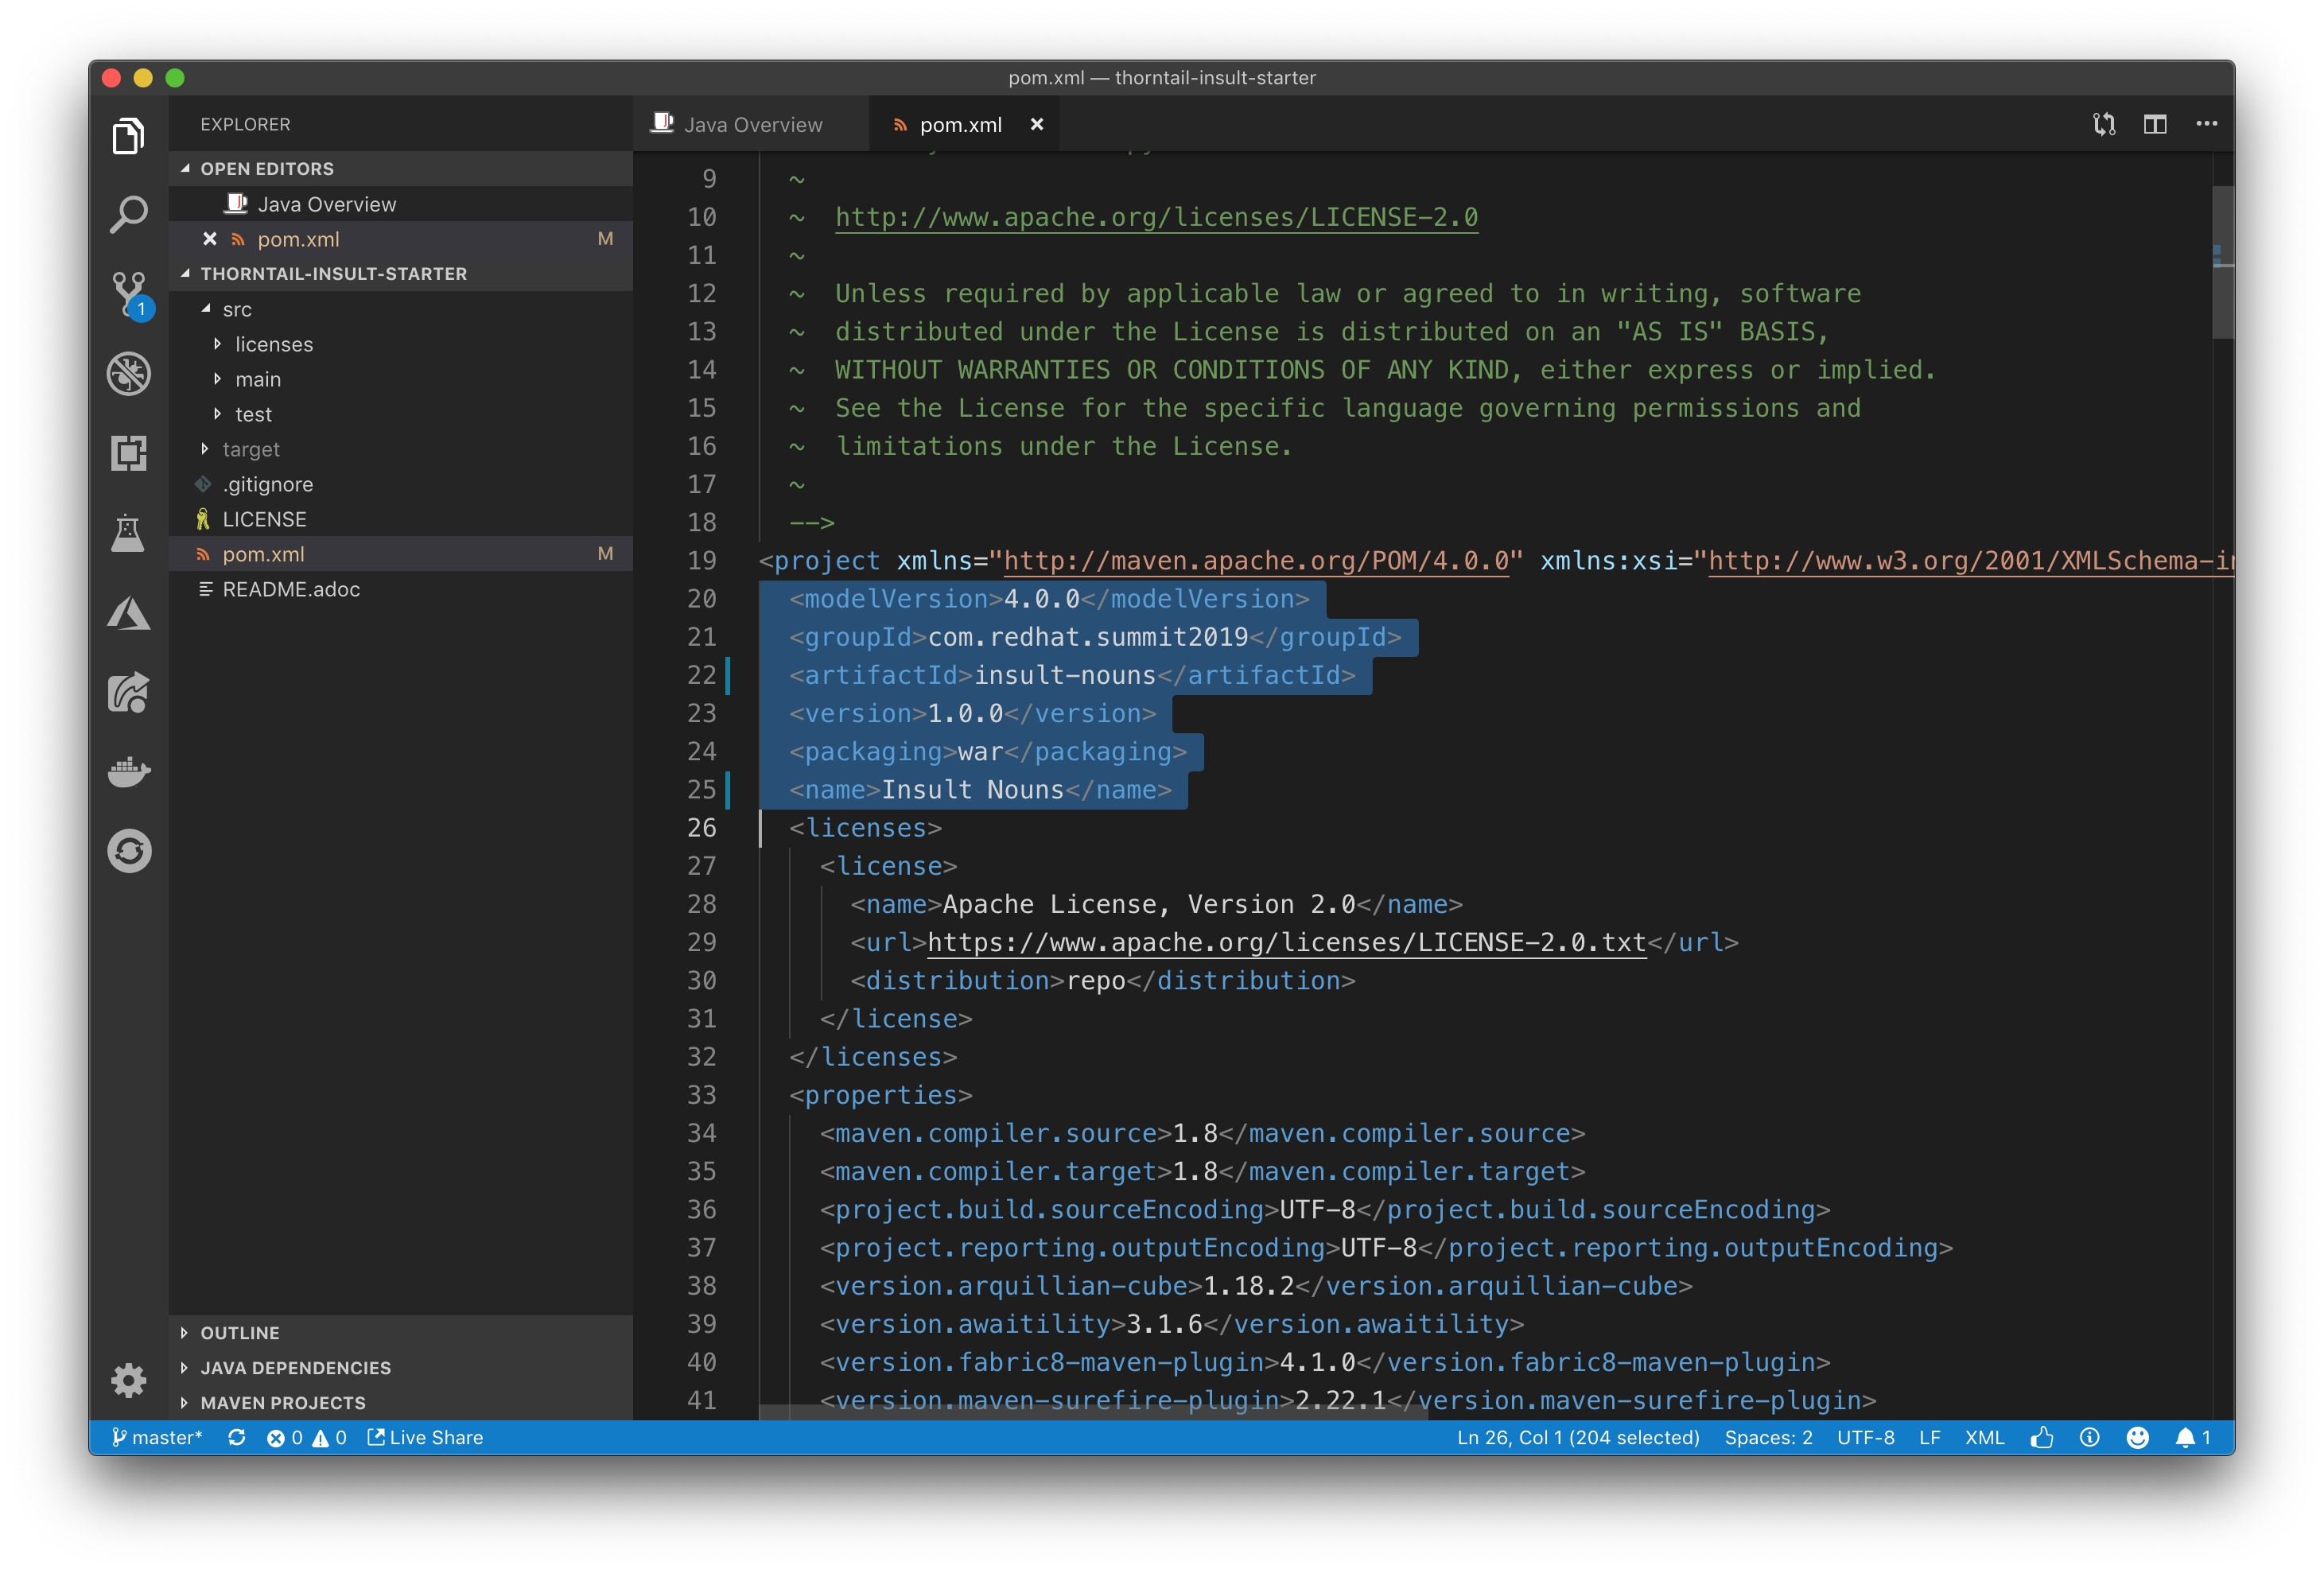 pom.xml — thorntail-insult-starter
EXPLORER
OPEN EDITORS
Java Overview
pom.xml M
THORNTAIL-INSULT-STARTER
src
licenses
main
test
target
.gitignore
LICENSE
pom.xml M
README.adoc
OUTLINE
JAVA DEPENDENCIES
MAVEN PROJECTS
1
Java Overview
pom.xml
9 ~
10 ~ http://www.apache.org/licenses/LICENSE-2.0
11 ~
12 ~ Unless required by applicable law or agreed to in writing, software
13 ~ distributed under the License is distributed on an "AS IS" BASIS,
14 ~ WITHOUT WARRANTIES OR CONDITIONS OF ANY KIND, either express or implied.
15 ~ See the License for the specific language governing permissions and
16 ~ limitations under the License.
17 ~
18 -->
19 <project xmlns="http://maven.apache.org/POM/4.0.0" xmlns:xsi="http://www.w3.org/2001/XMLSchema-in
20 <modelVersion>4.0.0</modelVersion>
21 <groupId>com.redhat.summit2019</groupId>
22 <artifactId>insult-nouns</artifactId>
23 <version>1.0.0</version>
24 <packaging>war</packaging>
25 <name>Insult Nouns</name>
26 <licenses>
27 <license>
28 <name>Apache License, Version 2.0</name>
29 <url>https://www.apache.org/licenses/LICENSE-2.0.txt</url>
30 <distribution>repo</distribution>
31 </license>
32 </licenses>
33 <properties>
34 <maven.compiler.source>1.8</maven.compiler.source>
35 <maven.compiler.target>1.8</maven.compiler.target>
36 <project.build.sourceEncoding>UTF-8</project.build.sourceEncoding>
37 <project.reporting.outputEncoding>UTF-8</project.reporting.outputEncoding>
38 <version.arquillian-cube>1.18.2</version.arquillian-cube>
39 <version.awaitility>3.1.6</version.awaitility>
40 <version.fabric8-maven-plugin>4.1.0</version.fabric8-maven-plugin>
41 <version.maven-surefire-plugin>2.22.1</version.maven-surefire-plugin>
master* 0 0 Live Share Ln 26, Col 1 (204 selected) Spaces: 2 UTF-8 LF XML 1